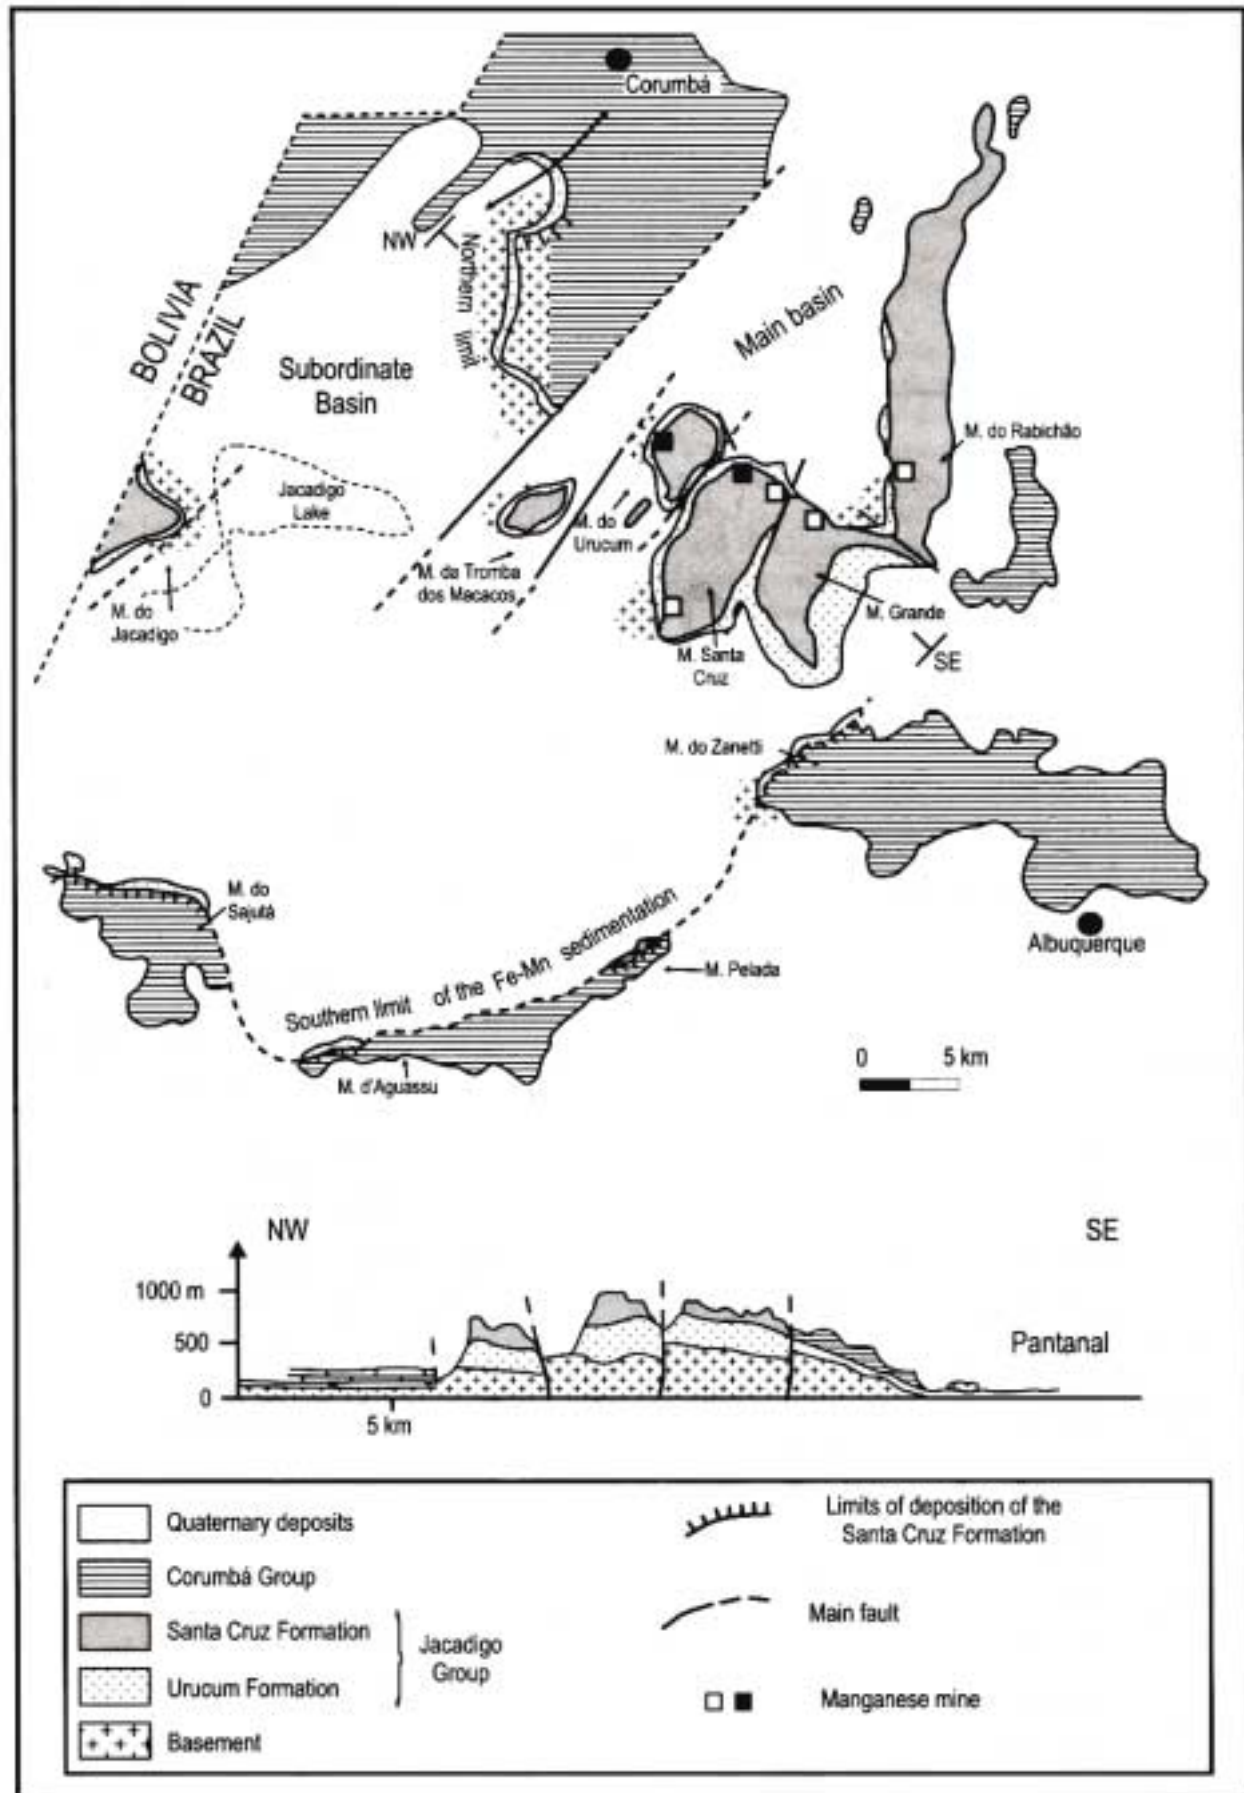 Corumbá
NW
Northern limit
BOLIVIA
BRAZIL
Main basin
Subordinate
Basin
M. do Rabichão
Jacadigo
Lake
M. do
Urucum
M. da Tromba
dos Macacos
M. do
Jacadigo
M. Grande
M. Santa
Cruz
SE
M. do Zanetti
M. do
Sajutá
Albuquerque
Southern limit of the Fe-Mn sedimentation
M. Pelada
0 5 km
M. d'Aguassu
NW SE
1000 m
500
Pantanal
0
5 km
Quaternary deposits
Corumbá Group
Santa Cruz Formation
Urucum Formation
Jacadigo
Group
Basement
Limits of deposition of the
Santa Cruz Formation
Main fault
Manganese mine